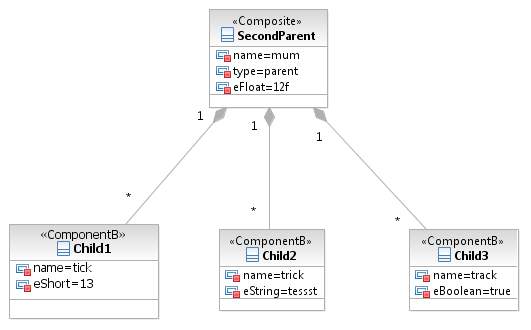 «Composite»
SecondParent
name=mum
type=parent
eFloat=12f
1
1
1
*
*
*
«ComponentB»
Child1
name=tick
eShort=13
«ComponentB»
Child2
name=trick
eString=tessst
«ComponentB»
Child3
name=track
eBoolean=true